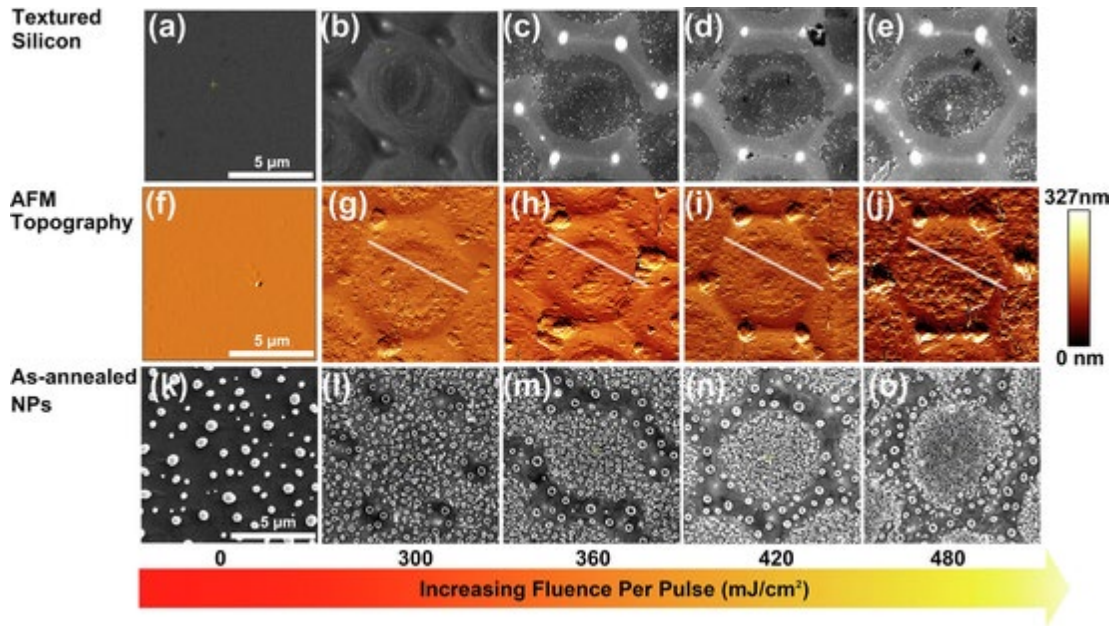 Textured
Silicon
(a)
(b)
(c)
(d)
(e)
5 μm
AFM
Topography
(f)
(g)
(h)
(i)
(j)
5 μm
327nm
0 nm
As-annealed
NPs
(k)
(l)
(m)
(n)
(o)
5 μm
0
300
360
420
480
Increasing Fluence Per Pulse (mJ/cm²)